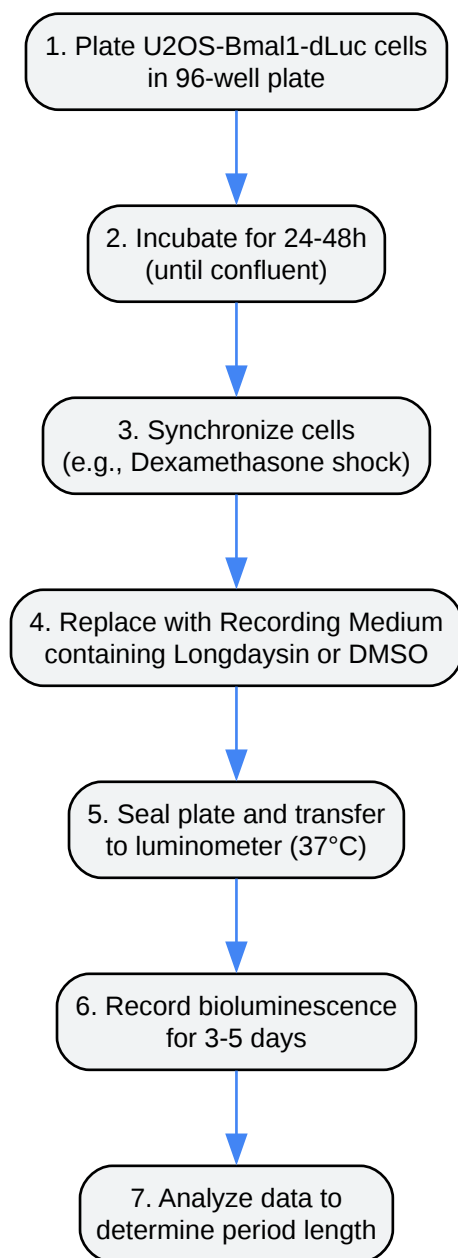 1. Plate U2OS-Bmal1-dLuc cells
in 96-well plate
2. Incubate for 24-48h
(until confluent)
3. Synchronize cells
(e.g., Dexamethasone shock)
4. Replace with Recording Medium
containing Longdaysin or DMSO
5. Seal plate and transfer
to luminometer (37°C)
6. Record bioluminescence
for 3-5 days
7. Analyze data to
determine period length